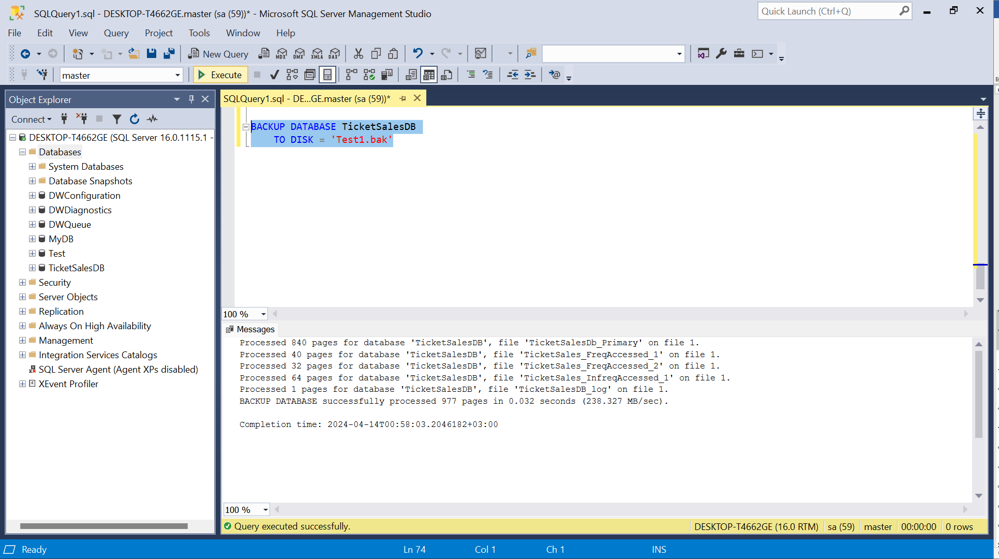 SQLQuery1.sql - DESKTOP-T4662GE.master (sa (59))* - Microsoft SQL Server Management Studio
Quick Launch (Ctrl+Q)
File Edit View Query Project Tools Window Help
New Query MDX DMX XMLA DAX
master Execute
Object Explorer
SQLQuery1.sql - DE...GE.master (sa (59))*
Connect
DESKTOP-T4662GE (SQL Server 16.0.1115.1 -
Databases
System Databases
Database Snapshots
DWConfiguration
DWDiagnostics
DWQueue
MyDB
Test
TicketSalesDB
Security
Server Objects
Replication
Always On High Availability
Management
Integration Services Catalogs
SQL Server Agent (Agent XPs disabled)
XEvent Profiler
BACKUP DATABASE TicketSalesDB
TO DISK = 'Test1.bak'
100 %
Messages
Processed 840 pages for database 'TicketSalesDB', file 'TicketSalesDb_Primary' on file 1.
Processed 40 pages for database 'TicketSalesDB', file 'TicketSales_FreqAccessed_1' on file 1.
Processed 32 pages for database 'TicketSalesDB', file 'TicketSales_FreqAccessed_2' on file 1.
Processed 64 pages for database 'TicketSalesDB', file 'TicketSales_InfreqAccessed_1' on file 1.
Processed 1 pages for database 'TicketSalesDB', file 'TicketSalesDB_log' on file 1.
BACKUP DATABASE successfully processed 977 pages in 0.032 seconds (238.327 MB/sec).
Completion time: 2024-04-14T00:58:03.2046182+03:00
100 %
Query executed successfully.
DESKTOP-T4662GE (16.0 RTM) sa (59) master 00:00:00 0 rows
Ready Ln 74 Col 1 Ch 1 INS